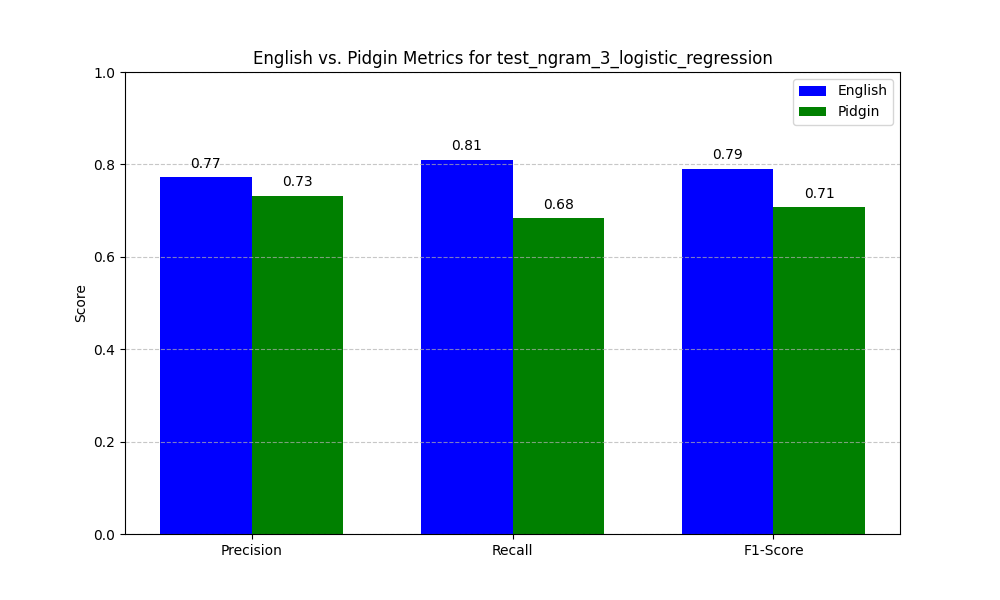 English vs. Pidgin Metrics for test_ngram_3_logistic_regression
1.0
0.8
0.6
0.4
0.2
0.0
Score
English
Pidgin
0.77
0.73
0.81
0.68
0.79
0.71
Precision
Recall
F1-Score